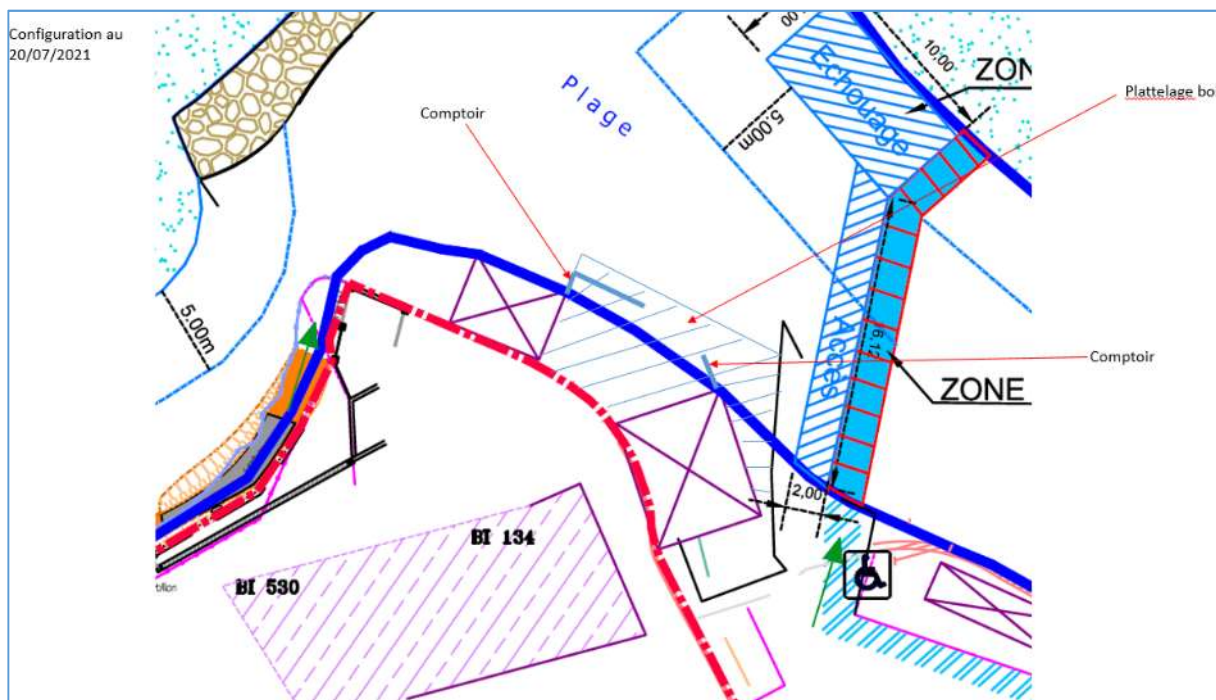 Configuration au
20/07/2021
Comptoir
Plage
5.00m
Echouage
10,00
ZON
Plattelage bo
5.00m
Accès
6.12
Comptoir
ZONE
2,00
BI 134
BI 530